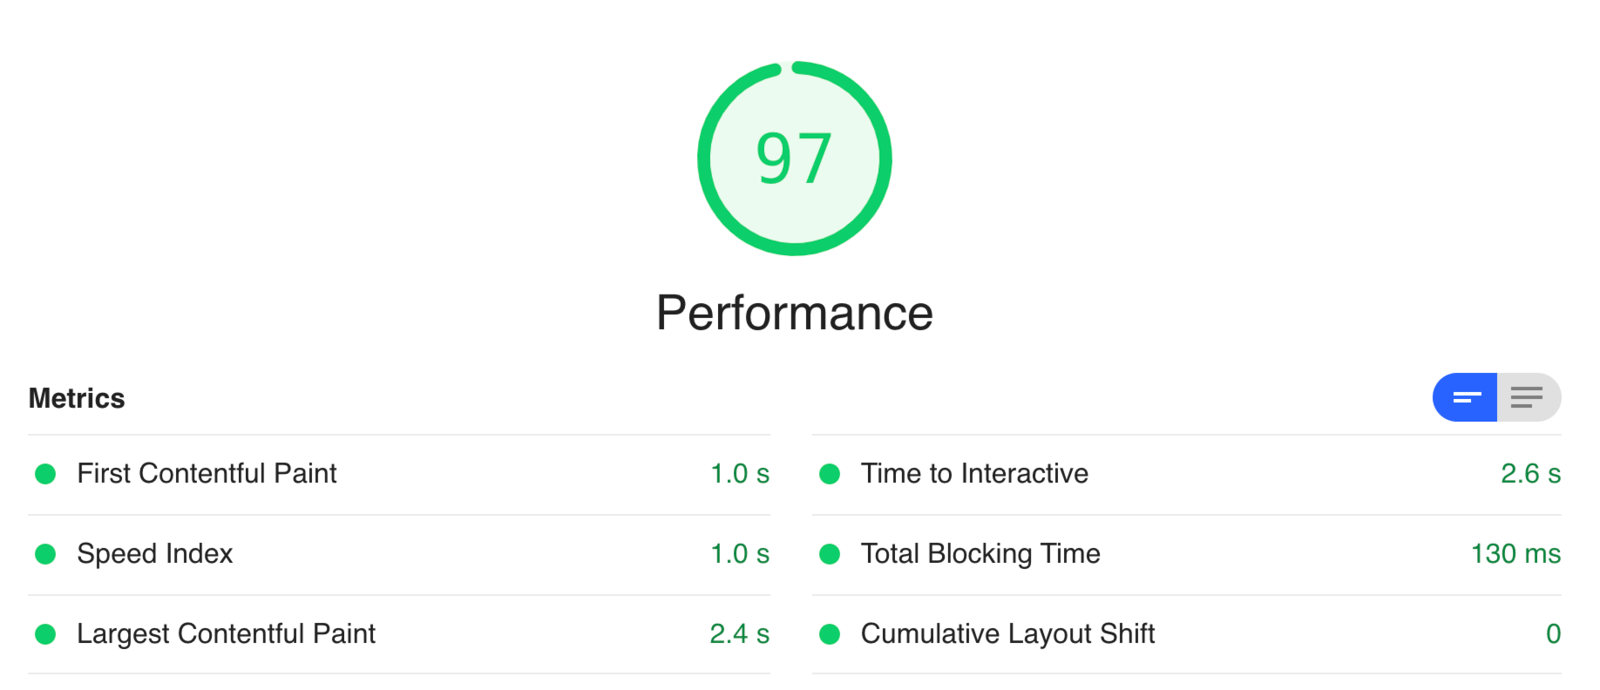 97
Performance
Metrics
First Contentful Paint 1.0 s
Time to Interactive 2.6 s
Speed Index 1.0 s
Total Blocking Time 130 ms
Largest Contentful Paint 2.4 s
Cumulative Layout Shift 0